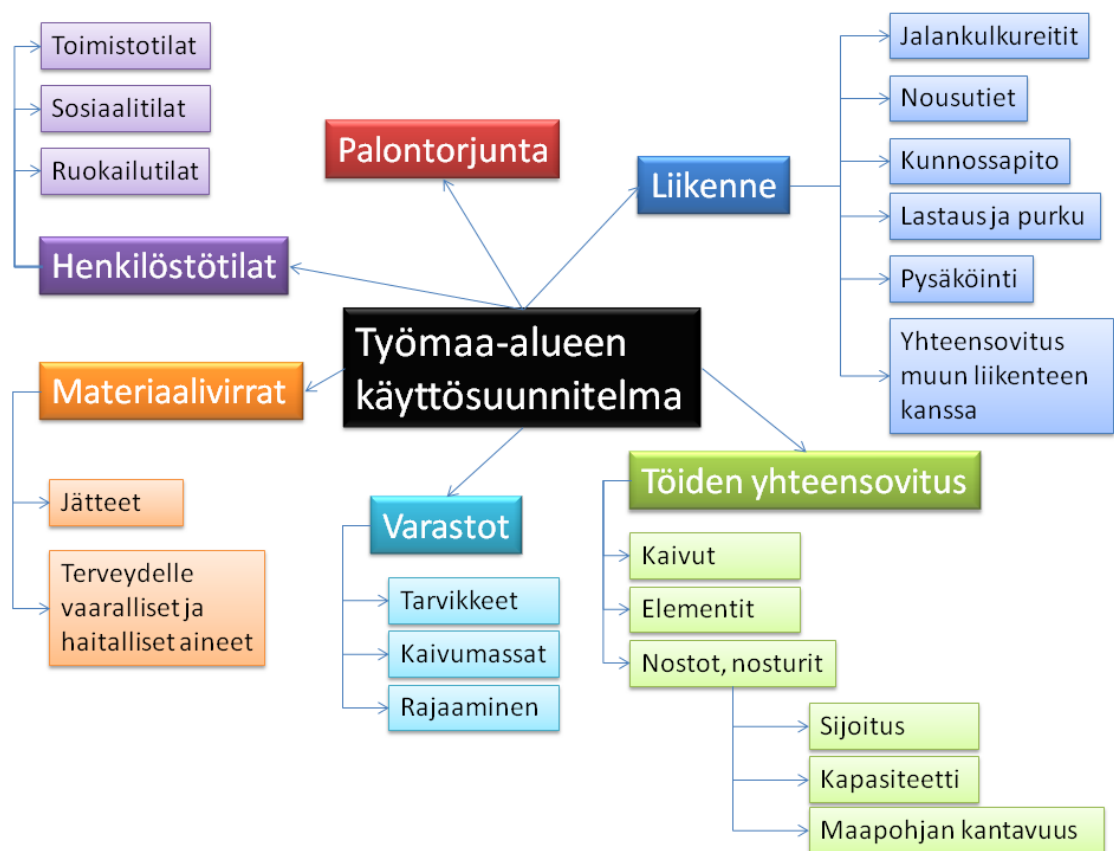 Toimistotilat
Sosiaalitilat
Ruokailutilat
Henkilöstötilat
Palontorjunta
Liikenne
Jalankulkureitit
Nousutiet
Kunnossapito
Lastaus ja purku
Pysäköinti
Yhteensovitus
muun liikenteen
kanssa
Työmaa-alueen
käyttösuunnitelma
Materiaalivirrat
Jätteet
Terveydelle
vaaralliset ja
haitalliset aineet
Varastot
Tarvikkeet
Kaivumassat
Rajaaminen
Töiden yhteensovitus
Kaivut
Elementit
Nostot, nosturit
Sijoitus
Kapasiteetti
Maapohjan kantavuus